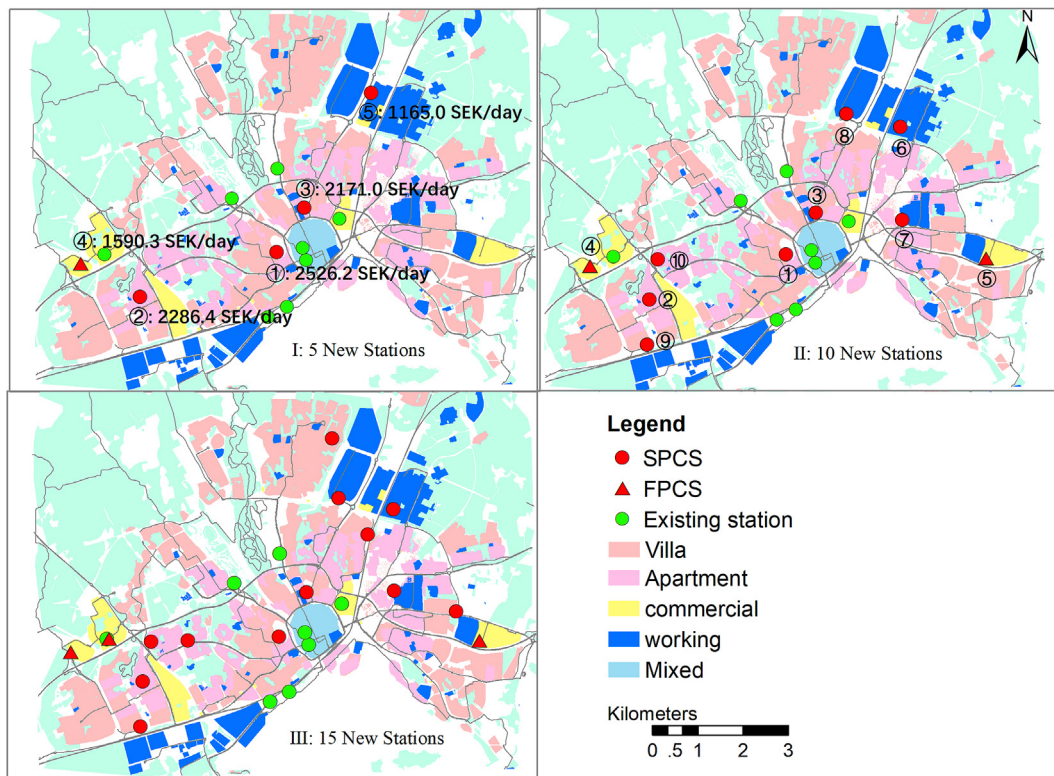 ⑤: 1165.0 SEK/day
③: 2171.0 SEK/day
④: 1590.3 SEK/day
①: 2526.2 SEK/day
②: 2286.4 SEK/day
I: 5 New Stations
N
⑧
⑥
③
⑦
④
⑩
①
⑤
②
⑨
II: 10 New Stations
III: 15 New Stations
Legend
SPCS
FPCS
Existing station
Villa
Apartment
commercial
working
Mixed
Kilometers
0 .5 1 2 3